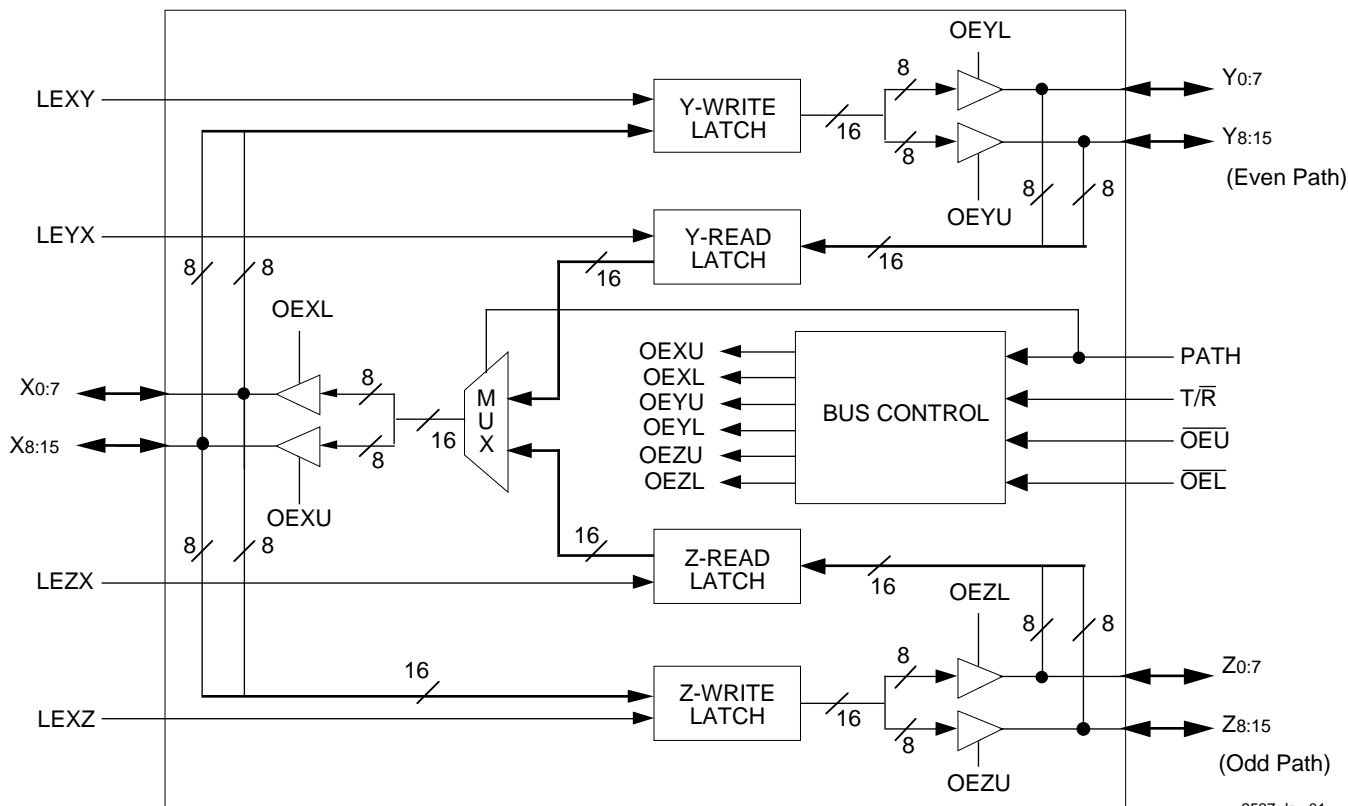 OEYL
8
Y0:7
LEXY
Y-WRITE
LATCH
16
Y8:15
8
8
8
(Even Path)
OEYU
LEYX
Y-READ
LATCH
16
16
8
8
OEXL
OEXU
PATH
X0:7
8
M
U
X
OEXL
T/R
OEYU
BUS CONTROL
OEYL
X8:15
16
OEU
8
OEZU
OEZL
OEL
OEXU
8
8
16
Z-READ
LATCH
16
LEZX
OEZL
8
8
8
16
Z0:7
Z-WRITE
LATCH
16
LEXZ
Z8:15
8
(Odd Path)
OEZU